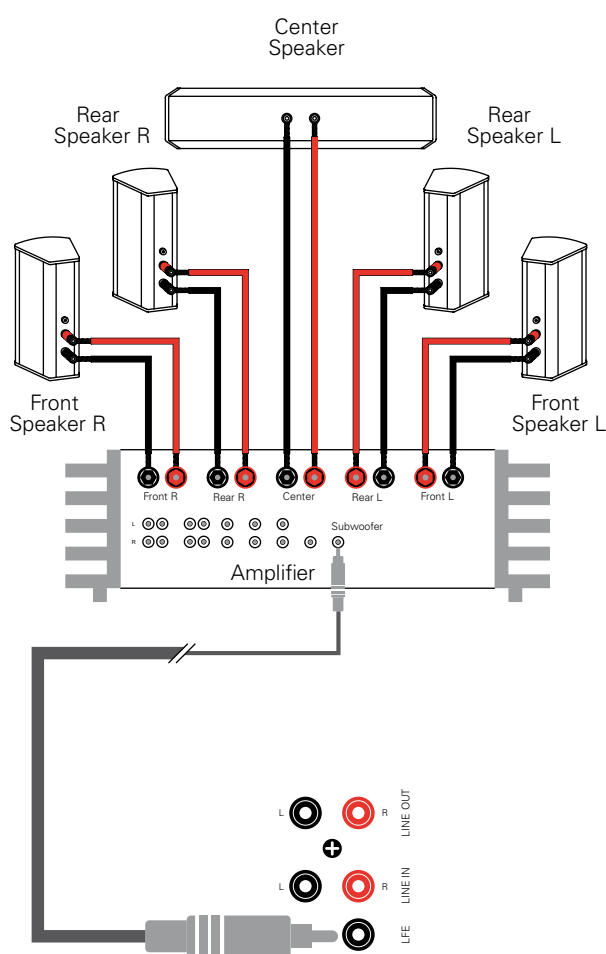 Center
Speaker
Rear
Speaker R
Rear
Speaker L
Front
Speaker R
Front
Speaker L
Front R
Rear R
Center
Rear L
Front L
L
R
Subwoofer
Amplifier
L
R
LINE OUT
L
R
LINE IN
LFE